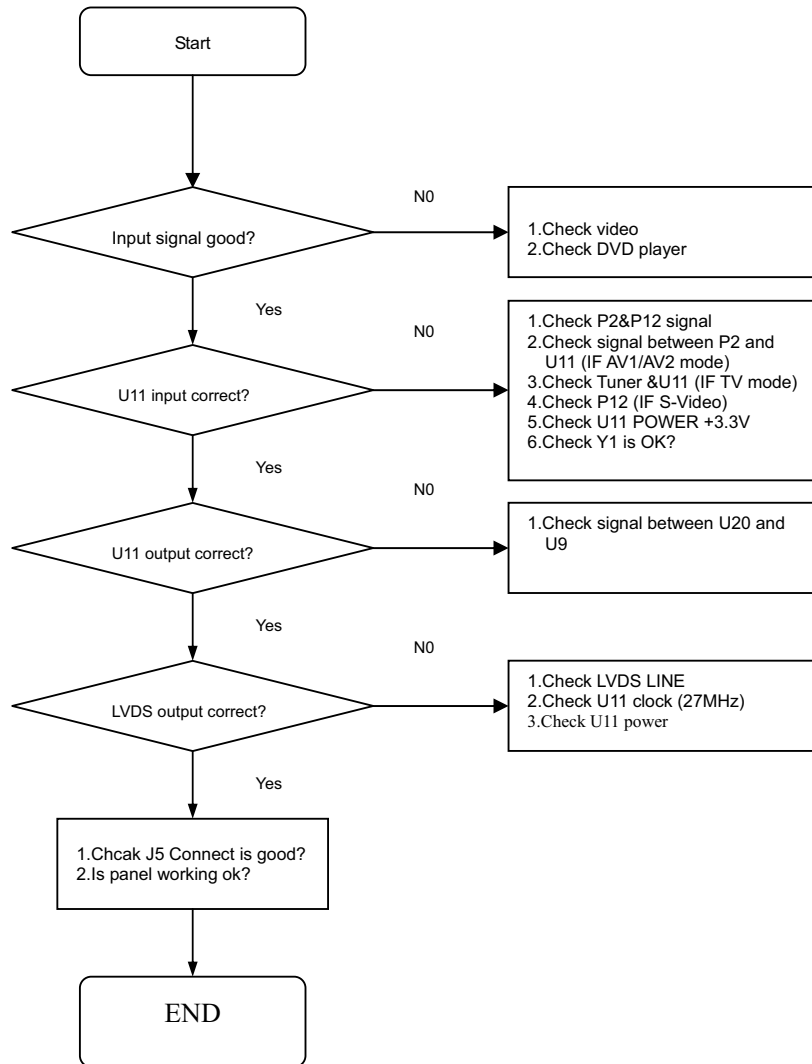 Start
N0
Input signal good?
1.Check video
2.Check DVD player
Yes
N0
U11 input correct?
1.Check P2&P12 signal
2.Check signal between P2 and
U11 (IF AV1/AV2 mode)
3.Check Tuner &U11 (IF TV mode)
4.Check P12 (IF S-Video)
5.Check U11 POWER +3.3V
6.Check Y1 is OK?
Yes
N0
U11 output correct?
1.Check signal between U20 and
U9
Yes
N0
LVDS output correct?
1.Check LVDS LINE
2.Check U11 clock (27MHz)
3.Check U11 power
Yes
1.Chcak J5 Connect is good?
2.Is panel working ok?
END